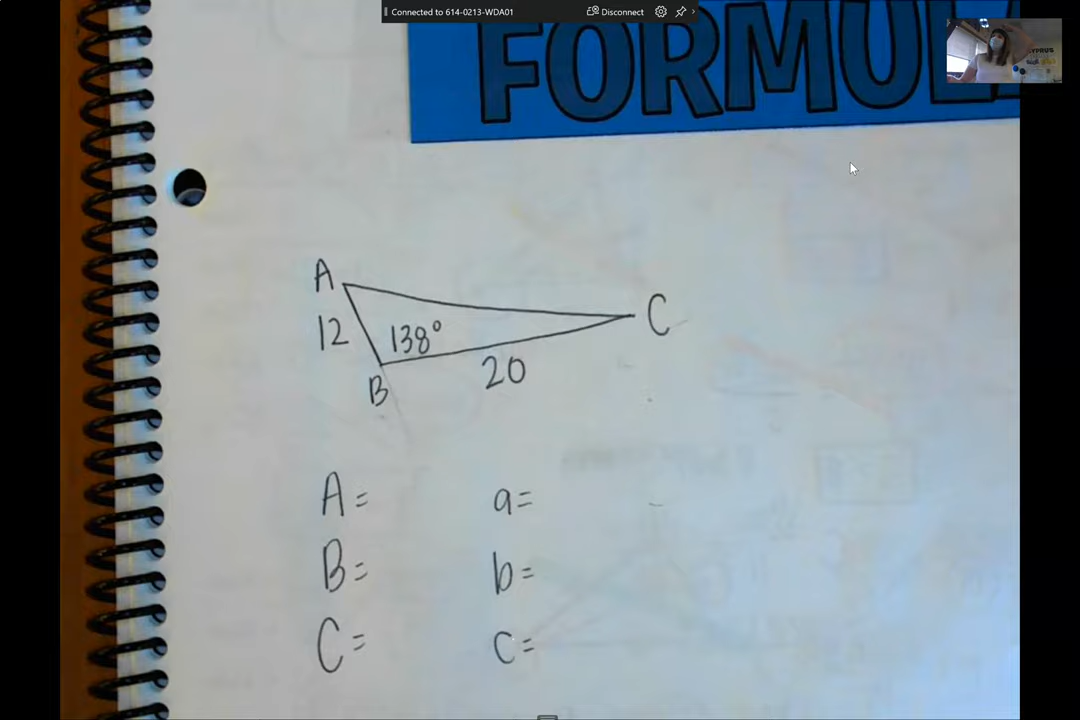 Connected to 614-0213-WDA01 Disconnect
FORMUL
A
12 138° C
20
B
A= a=
B= b=
C= c=